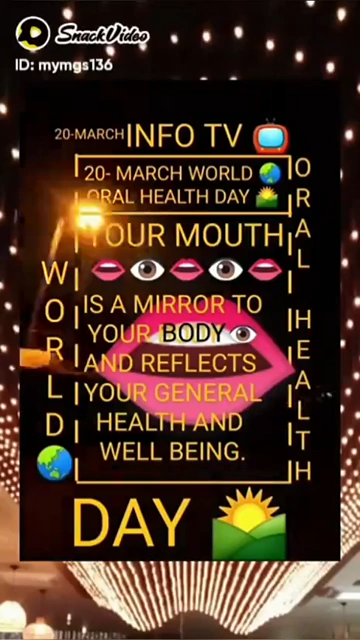 SnackVideo
ID: mymgs136
20-MARCH INFO TV
20- MARCH WORLD
ORAL HEALTH DAY
YOUR MOUTH
IS A MIRROR TO
YOUR BODY
AND REFLECTS
YOUR GENERAL
HEALTH AND
WELL BEING.
WORLD
ORAL HEALTH
DAY